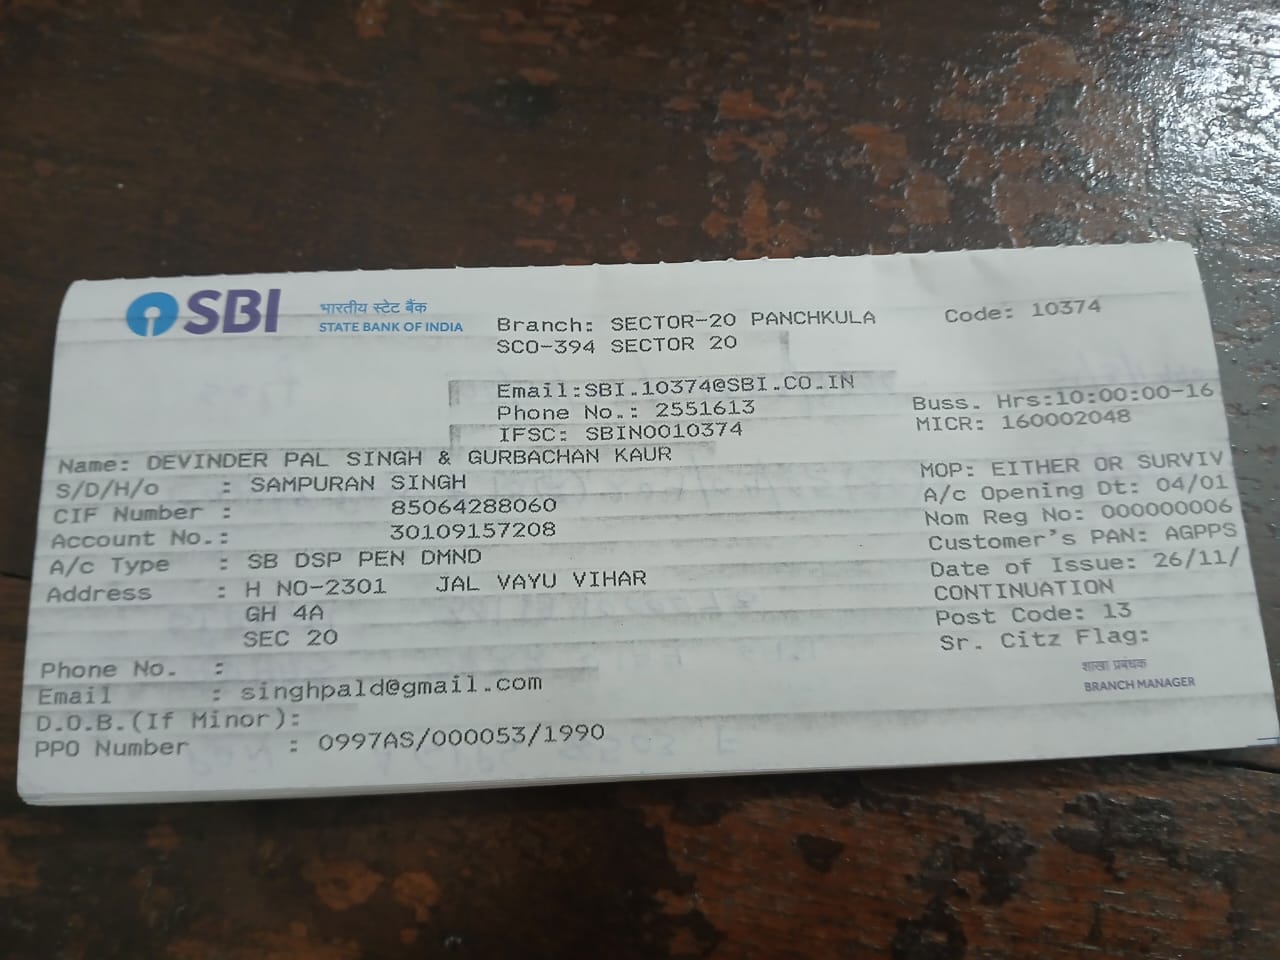 SBI
भारतीय स्टेट बैंक
STATE BANK OF INDIA
Branch: SECTOR-20 PANCHKULA
Code: 10374
SCO-394 SECTOR 20
Email:SBI.10374@SBI.CO.IN
Phone No.: 2551613
Buss. Hrs:10:00:00-16
IFSC: SBIN0010374
MICR: 160002048
Name: DEVINDER PAL SINGH & GURBACHAN KAUR
S/D/H/o : SAMPURAN SINGH
MOP: EITHER OR SURVIV
CIF Number : 85064288060
A/c Opening Dt: 04/01
Account No.: 30109157208
Nom Reg No: 000000006
A/c Type : SB DSP PEN DMND
Customer's PAN: AGPPS
Address : H NO-2301 JAL VAYU VIHAR
Date of Issue: 26/11/
GH 4A
CONTINUATION
SEC 20
Post Code: 13
Phone No. :
Sr. Citz Flag:
Email : singhpald@gmail.com
शाखा प्रबंधक
BRANCH MANAGER
D.O.B.(If Minor):
PPO Number : 0997AS/000053/1990